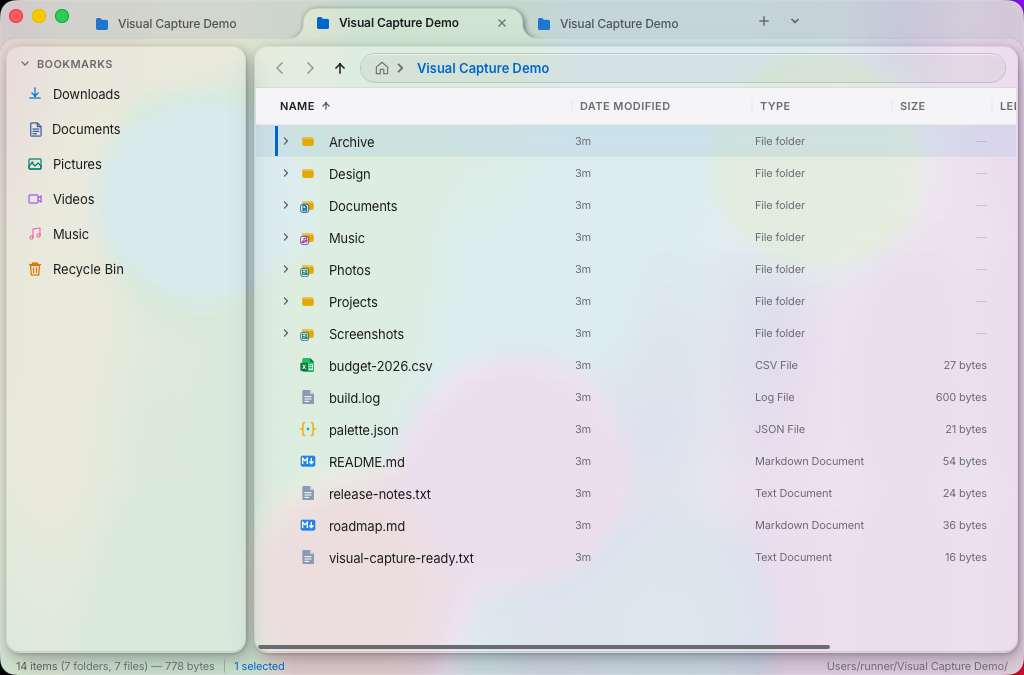 Visual Capture Demo
Visual Capture Demo
Visual Capture Demo
BOOKMARKS
Downloads
Documents
Pictures
Videos
Music
Recycle Bin
Visual Capture Demo
NAME DATE MODIFIED TYPE SIZE
Archive 3m File folder —
Design 3m File folder —
Documents 3m File folder —
Music 3m File folder —
Photos 3m File folder —
Projects 3m File folder —
Screenshots 3m File folder —
budget-2026.csv 3m CSV File 27 bytes
build.log 3m Log File 600 bytes
palette.json 3m JSON File 21 bytes
README.md 3m Markdown Document 54 bytes
release-notes.txt 3m Text Document 24 bytes
roadmap.md 3m Markdown Document 36 bytes
visual-capture-ready.txt 3m Text Document 16 bytes
14 items (7 folders, 7 files) — 778 bytes 1 selected Users/runner/Visual Capture Demo/